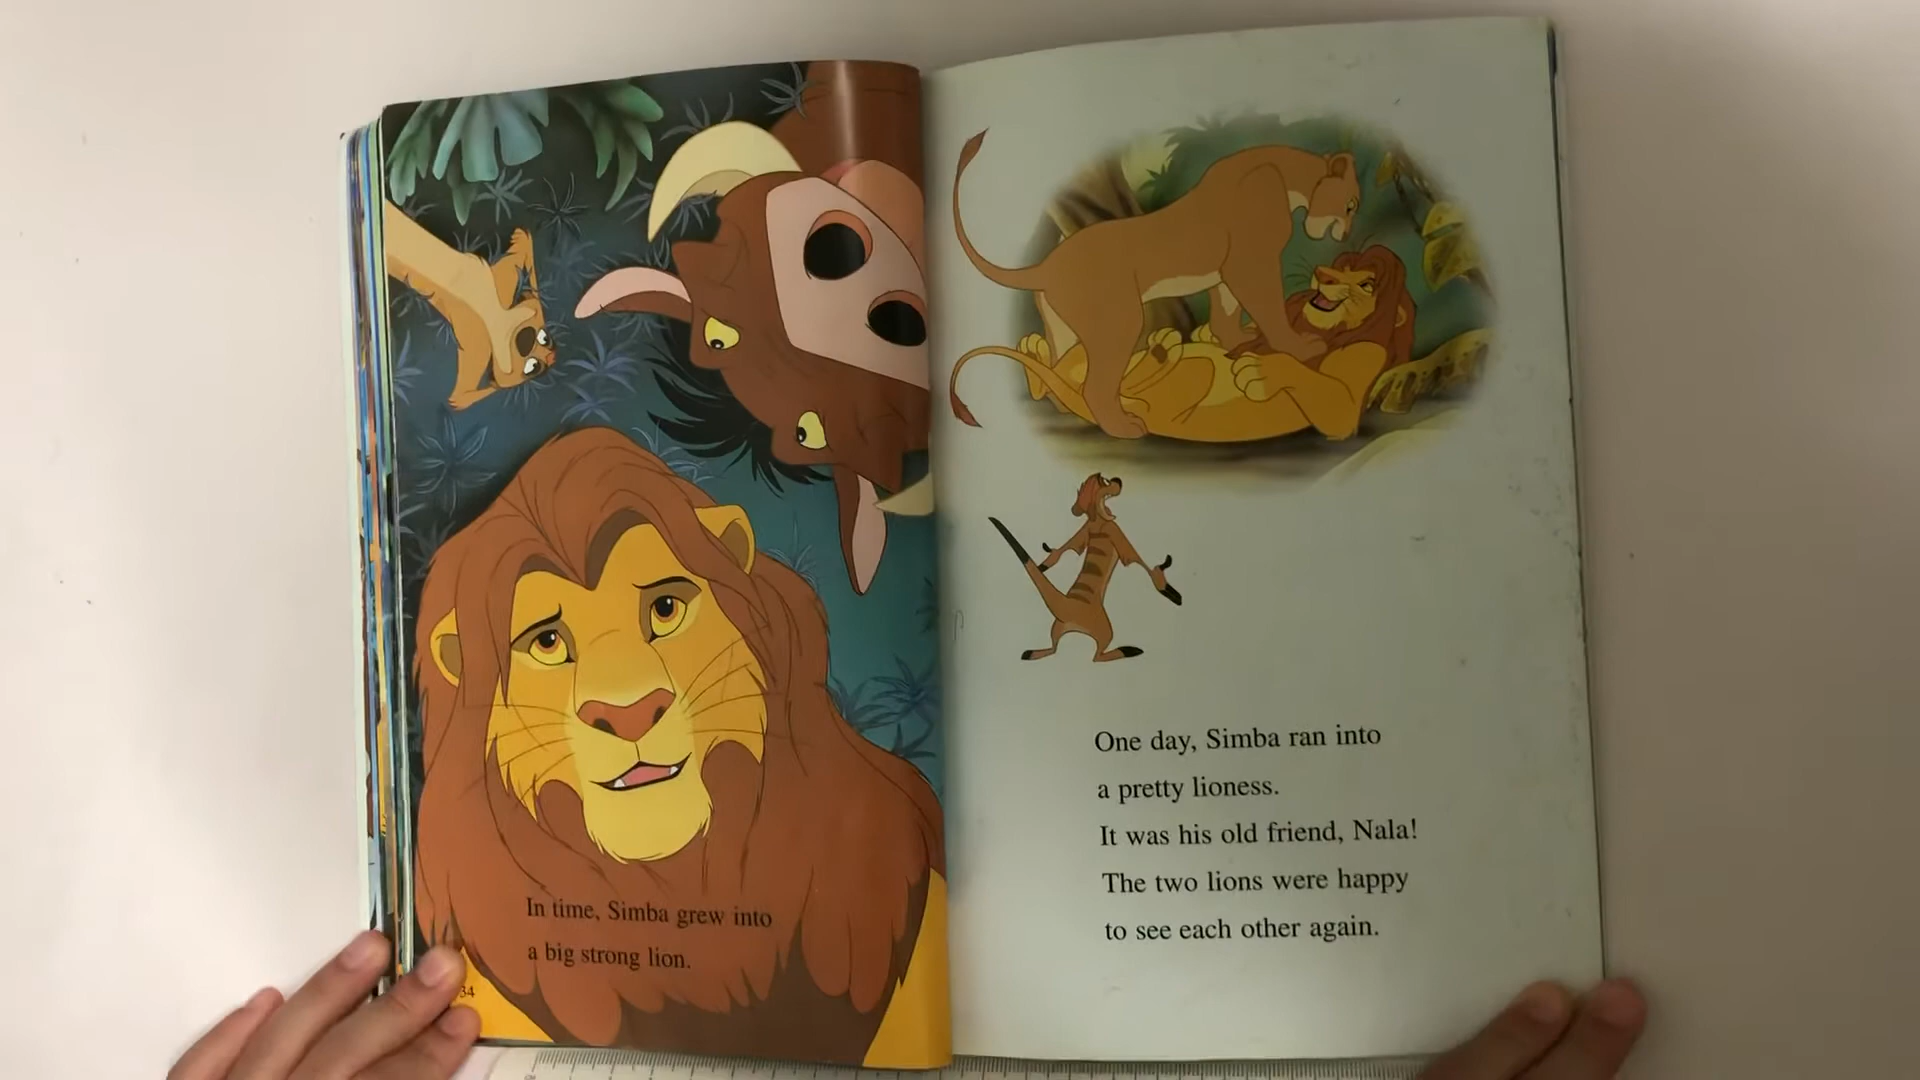 In time, Simba grew into
a big strong lion.
34
One day, Simba ran into
a pretty lioness.
It was his old friend, Nala!
The two lions were happy
to see each other again.